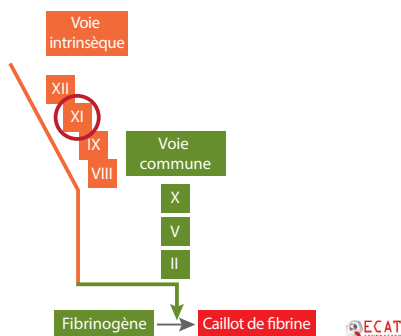 Voie
intrinsèque
XII
XI
IX
VIII
Voie
commune
X
V
II
Fibrinogène
Caillot de fibrine
ECAT